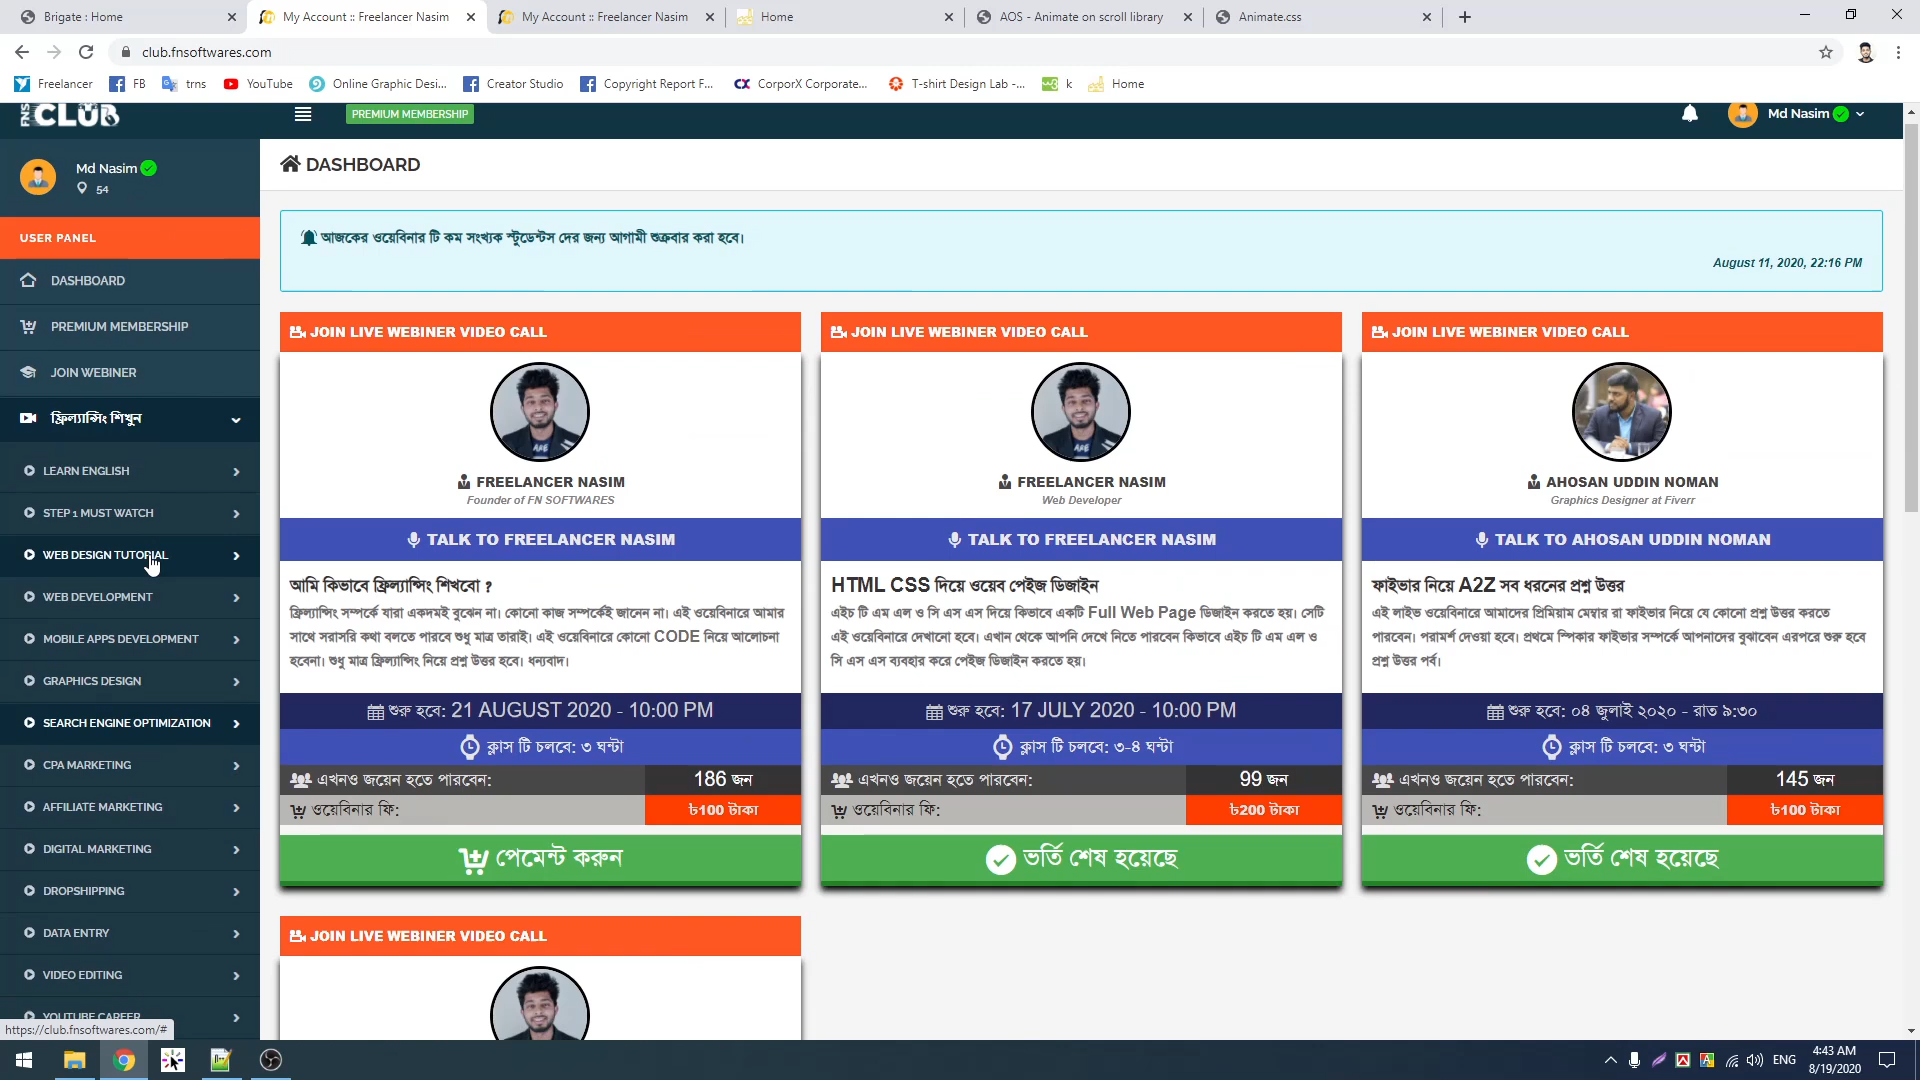 Brigate : Home
My Account :: Freelancer Nasim
My Account :: Freelancer Nasim
Home
AOS - Animate on scroll library
Animate.css
club.fnsoftwares.com
Freelancer
FB
trns
YouTube
Online Graphic Desi...
Creator Studio
Copyright Report F...
CorporX Corporate...
T-shirt Design Lab -...
k
Home
FNS CLUB
PREMIUM MEMBERSHIP
Md Nasim
Md Nasim
54
USER PANEL
DASHBOARD
PREMIUM MEMBERSHIP
JOIN WEBINER
ফ্রিল্যান্সিং শিখুন
LEARN ENGLISH
STEP 1 MUST WATCH
WEB DESIGN TUTORIAL
WEB DEVELOPMENT
MOBILE APPS DEVELOPMENT
GRAPHICS DESIGN
SEARCH ENGINE OPTIMIZATION
CPA MARKETING
AFFILIATE MARKETING
DIGITAL MARKETING
DROPSHIPPING
DATA ENTRY
VIDEO EDITING
YOUTUBE CAREER
https://club.fnsoftwares.com/#
DASHBOARD
আজকের ওয়েবিনার টি কম সংখ্যক স্টুডেন্টস দের জন্য আগামী শুক্রবার করা হবে।
August 11, 2020, 22:16 PM
JOIN LIVE WEBINER VIDEO CALL
FREELANCER NASIM
Founder of FN SOFTWARES
TALK TO FREELANCER NASIM
আমি কিভাবে ফ্রিল্যান্সিং শিখবো ?
ফ্রিল্যান্সিং সম্পর্কে যারা একদমই বুঝেন না। কোনো কাজ সম্পর্কেই জানেন না। এই ওয়েবিনারে আমার
সাথে সরাসরি কথা বলতে পারবে শুধু মাত্র তারাই। এই ওয়েবিনারে কোনো CODE নিয়ে আলোচনা
হবেনা। শুধু মাত্র ফ্রিল্যান্সিং নিয়ে প্রশ্ন উত্তর হবে। ধন্যবাদ।
শুরু হবে: 21 AUGUST 2020 - 10:00 PM
ক্লাস টি চলবে: ৩ ঘন্টা
এখনও জয়েন হতে পারবেন: 186 জন
ওয়েবিনার ফি: ৳100 টাকা
পেমেন্ট করুন
JOIN LIVE WEBINER VIDEO CALL
FREELANCER NASIM
Web Developer
TALK TO FREELANCER NASIM
HTML CSS দিয়ে ওয়েব পেইজ ডিজাইন
এইচ টি এম এল ও সি এস এস দিয়ে কিভাবে একটি Full Web Page ডিজাইন করতে হয়। সেটি
এই ওয়েবিনারে দেখানো হবে। এখান থেকে আপনি দেখে নিতে পারবেন কিভাবে এইচ টি এম এল ও
সি এস এস ব্যবহার করে পেইজ ডিজাইন করতে হয়।
শুরু হবে: 17 JULY 2020 - 10:00 PM
ক্লাস টি চলবে: ৩-৪ ঘন্টা
এখনও জয়েন হতে পারবেন: 99 জন
ওয়েবিনার ফি: ৳200 টাকা
ভর্তি শেষ হয়েছে
JOIN LIVE WEBINER VIDEO CALL
AHOSAN UDDIN NOMAN
Graphics Designer at Fiverr
TALK TO AHOSAN UDDIN NOMAN
ফাইভার নিয়ে A2Z সব ধরনের প্রশ্ন উত্তর
এই লাইভ ওয়েবিনারে আমাদের প্রিমিয়াম মেম্বার রা ফাইভার নিয়ে যে কোনো প্রশ্ন উত্তর করতে
পারবেন। পরামর্শ দেওয়া হবে। প্রথমে স্পিকার ফাইভার সম্পর্কে আপনাদের বুঝাবেন এরপরে শুরু হবে
প্রশ্ন উত্তর পর্ব।
শুরু হবে: ০৪ জুলাই ২০২০ - রাত ৯:৩০
ক্লাস টি চলবে: ৩ ঘন্টা
এখনও জয়েন হতে পারবেন: 145 জন
ওয়েবিনার ফি: ৳100 টাকা
ভর্তি শেষ হয়েছে
JOIN LIVE WEBINER VIDEO CALL
ENG
4:43 AM
8/19/2020